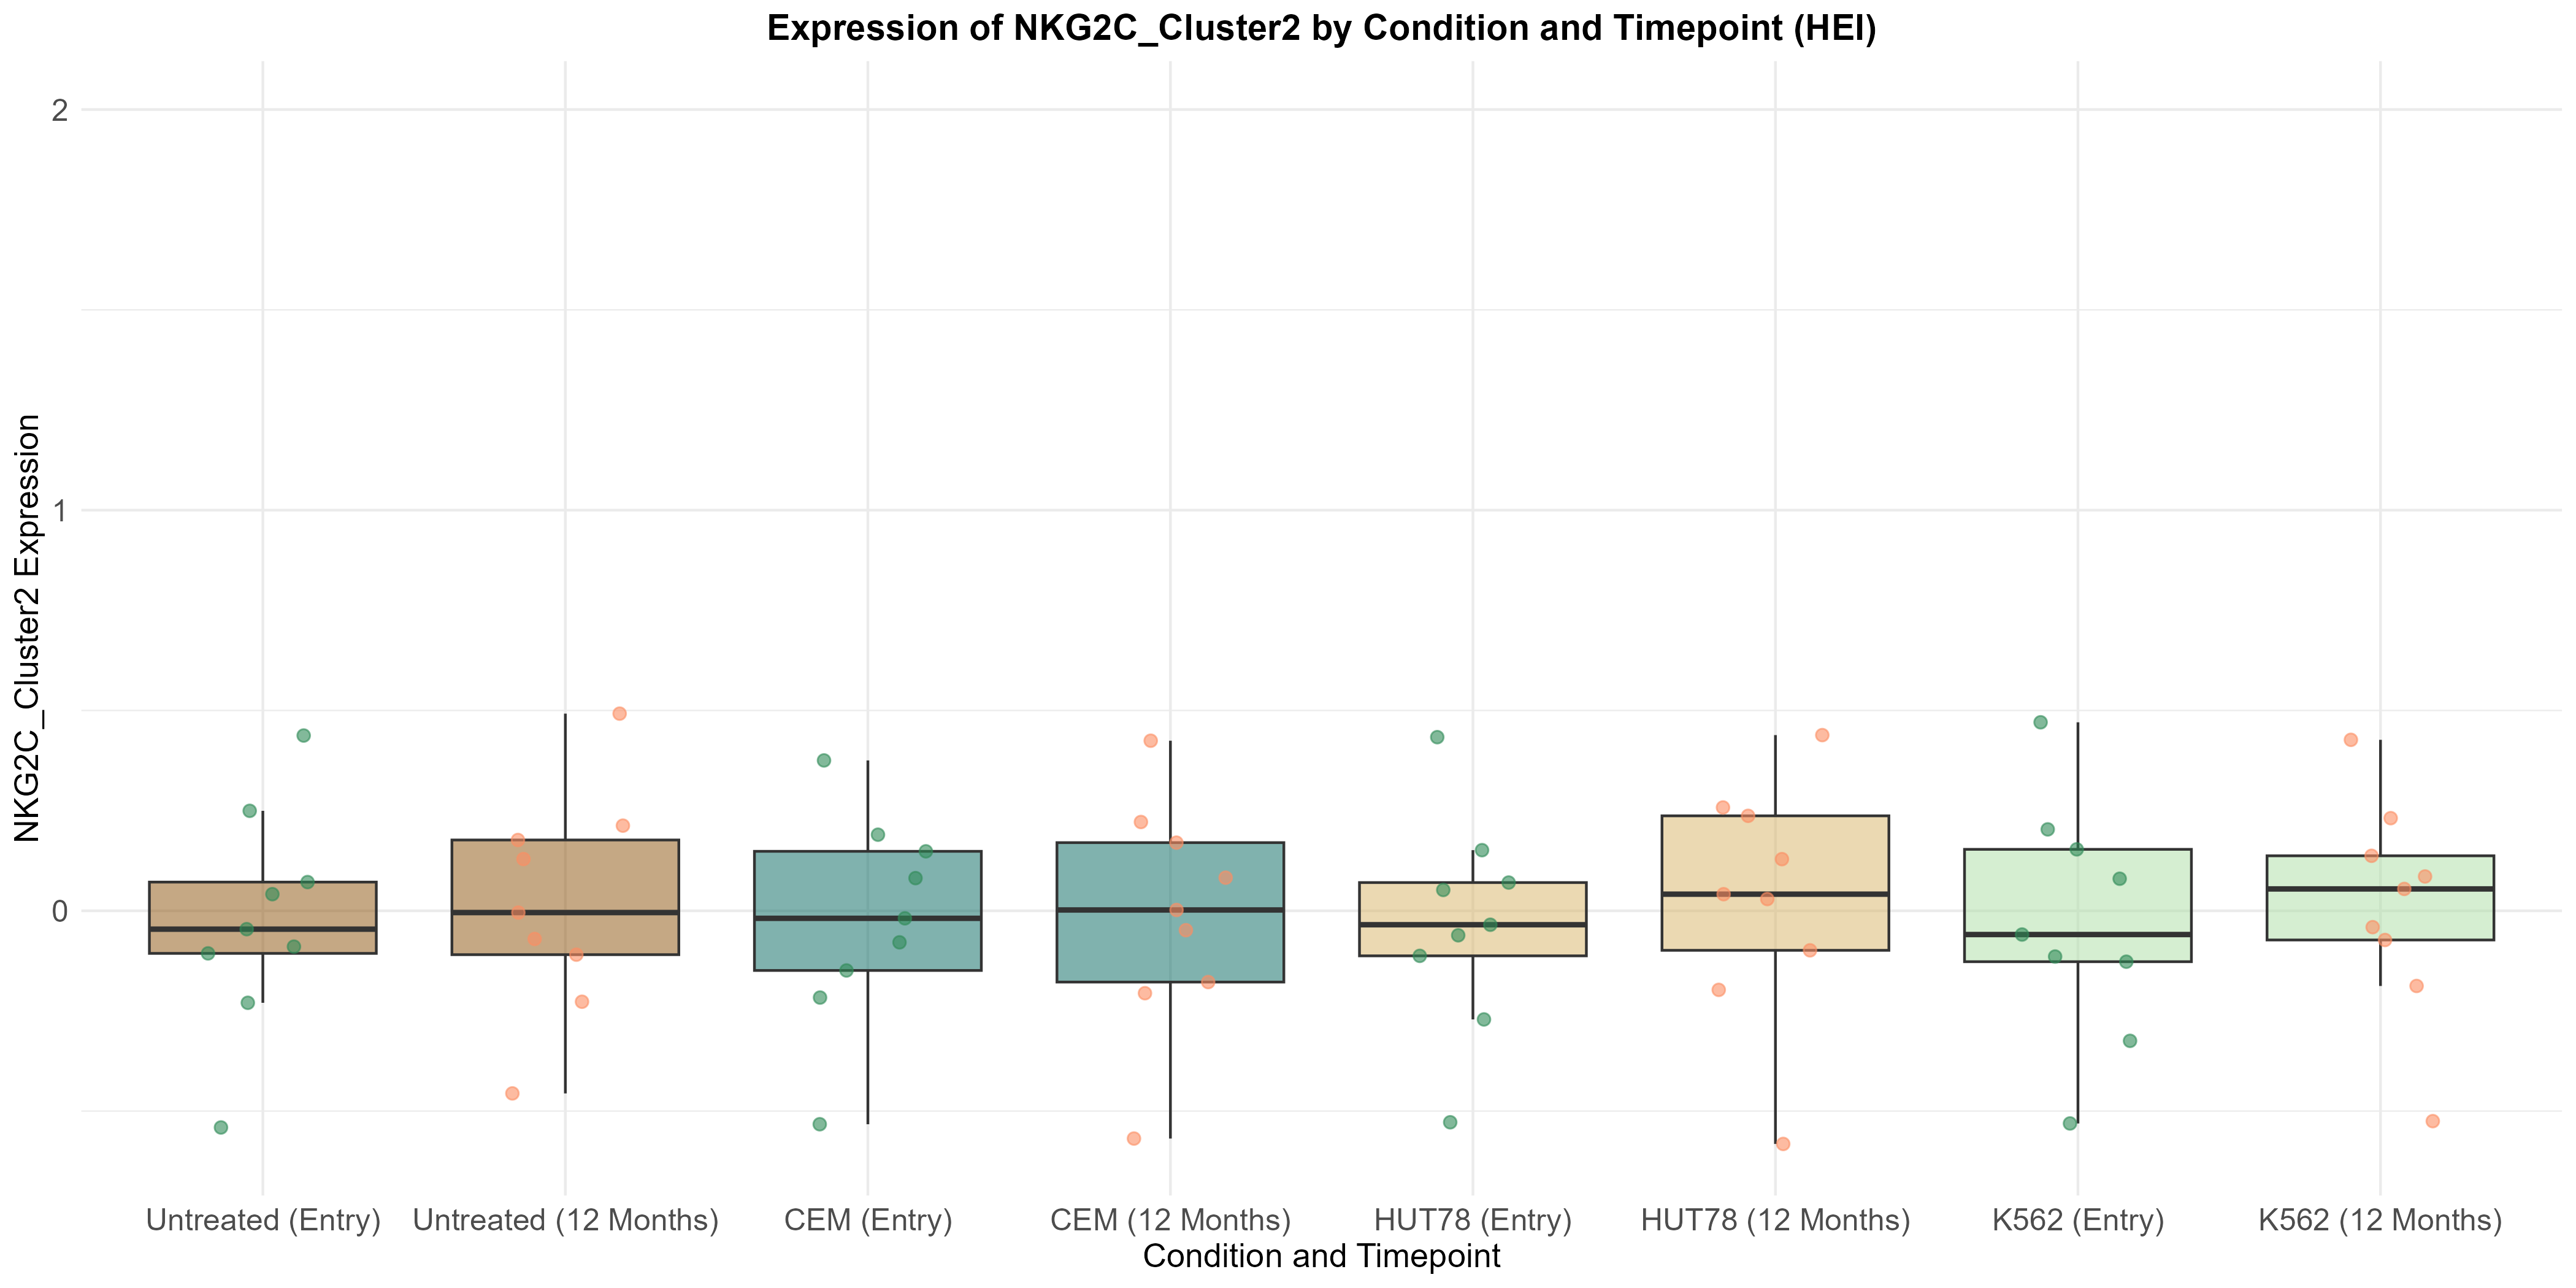 Expression of NKG2C_Cluster2 by Condition and Timepoint (HEI)
NKG2C_Cluster2 Expression
2
1
0
Untreated (Entry)
Untreated (12 Months)
CEM (Entry)
CEM (12 Months)
HUT78 (Entry)
HUT78 (12 Months)
K562 (Entry)
K562 (12 Months)
Condition and Timepoint